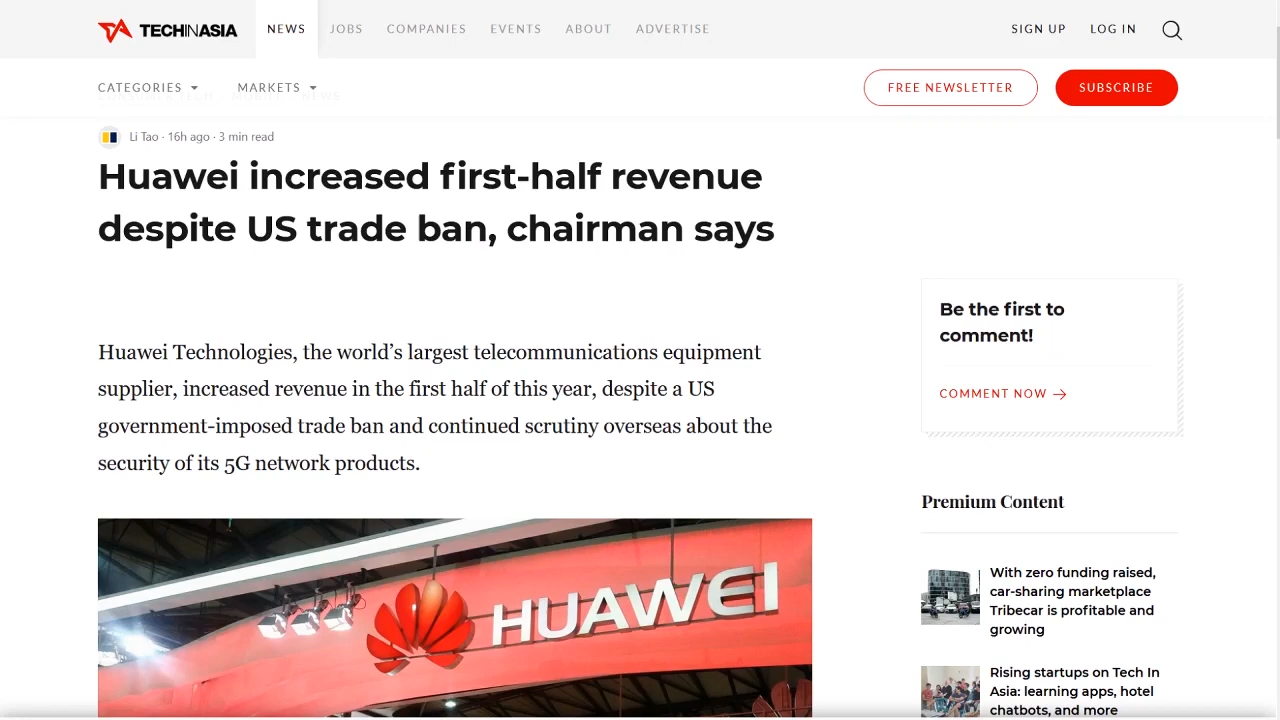 TECHINASIA
NEWS
JOBS
COMPANIES
EVENTS
ABOUT
ADVERTISE
SIGN UP
LOG IN
CATEGORIES
MARKETS
FREE NEWSLETTER
SUBSCRIBE
Li Tao · 16h ago · 3 min read
Huawei increased first-half revenue
despite US trade ban, chairman says
Huawei Technologies, the world’s largest telecommunications equipment
supplier, increased revenue in the first half of this year, despite a US
government-imposed trade ban and continued scrutiny overseas about the
security of its 5G network products.
HUAWEI
Be the first to
comment!
COMMENT NOW
Premium Content
With zero funding raised,
car-sharing marketplace
Tribecar is profitable and
growing
Rising startups on Tech In
Asia: learning apps, hotel
chatbots, and more